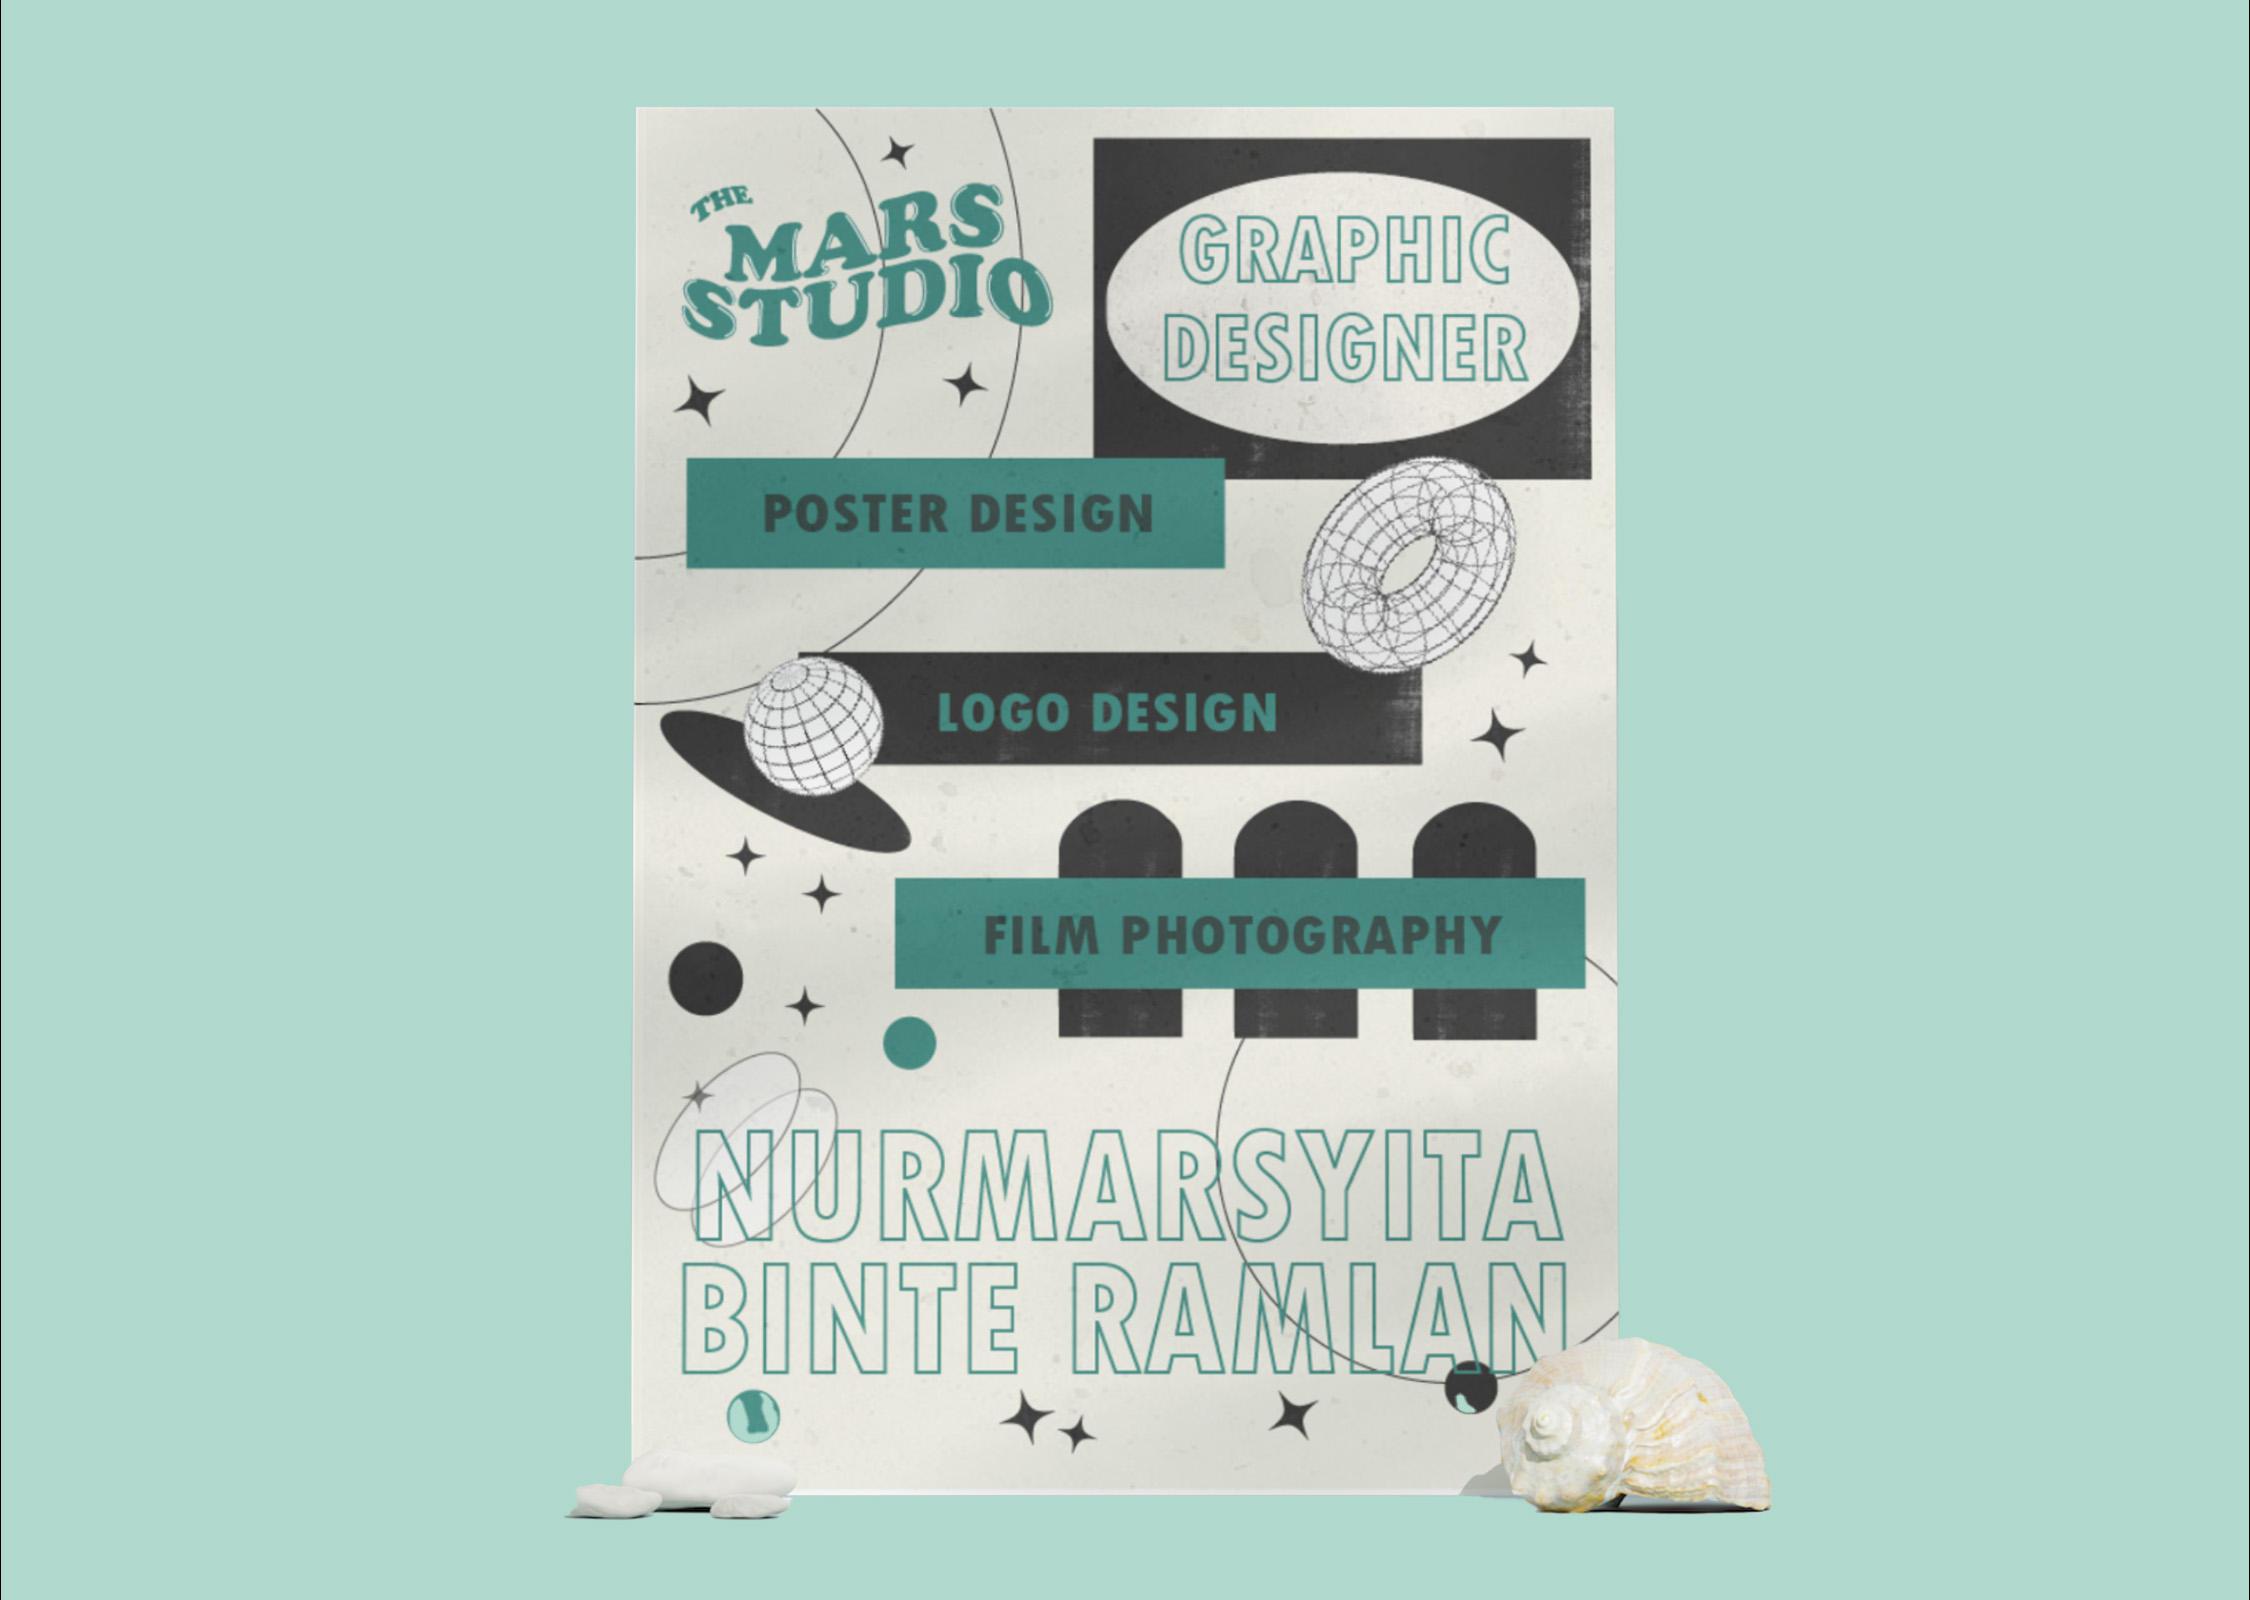 THE
MARS
STUDIO
GRAPHIC
DESIGNER
POSTER DESIGN
LOGO DESIGN
FILM PHOTOGRAPHY
NURMARSYITA
BINTE RAMLAN